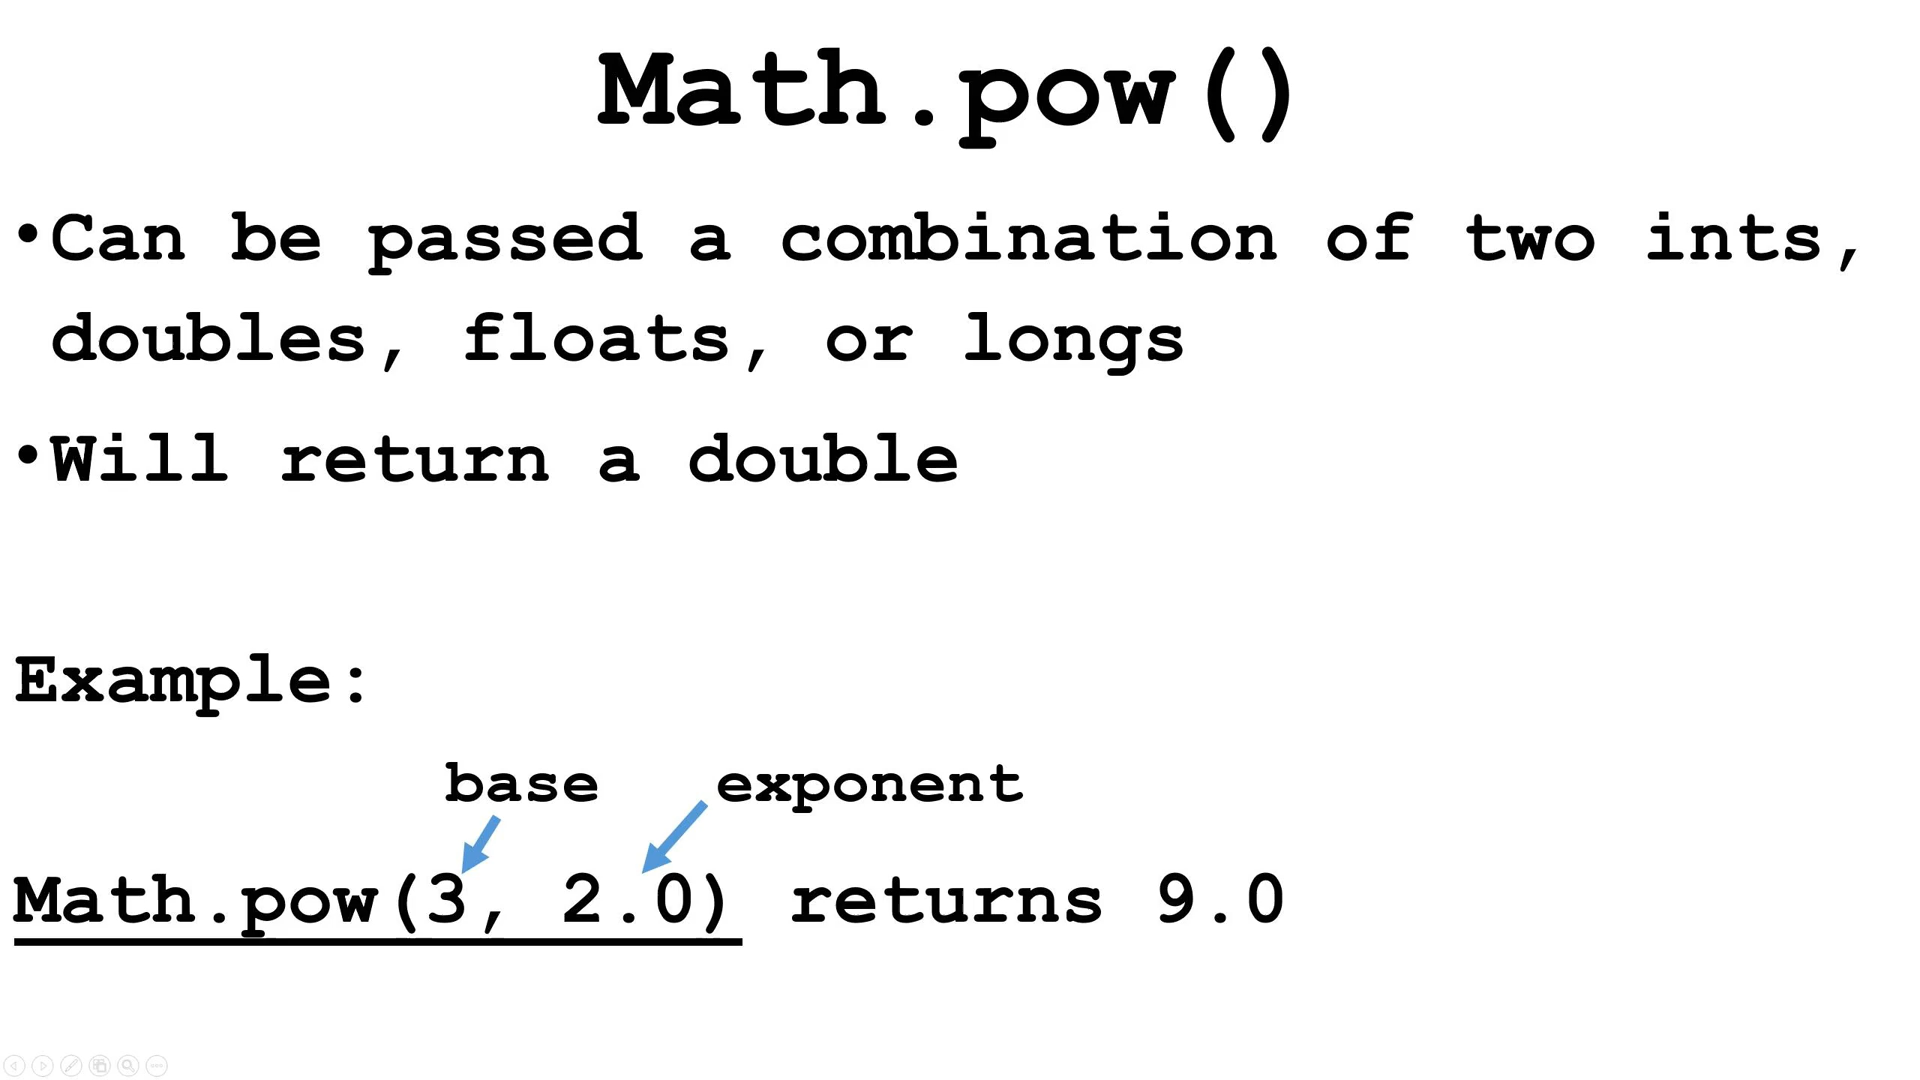 Math.pow()
•Can be passed a combination of two ints,
doubles, floats, or longs
•Will return a double
Example:
base exponent
Math.pow(3, 2.0) returns 9.0